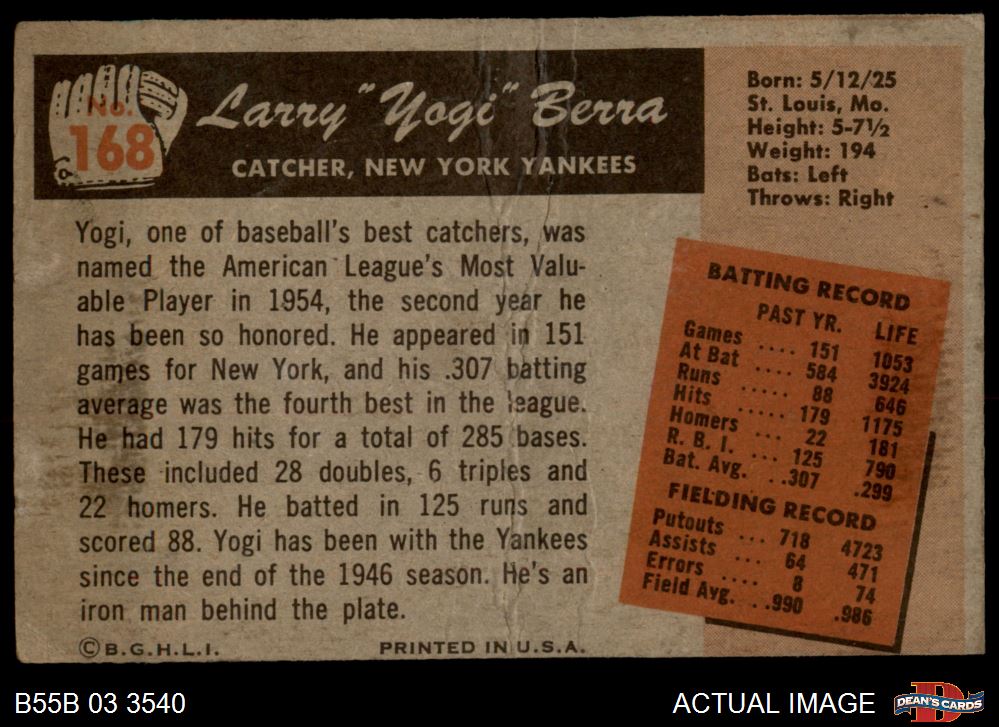 No.
168
Larry "Yogi" Berra
CATCHER, NEW YORK YANKEES
Yogi, one of baseball's best catchers, was
named the American League's Most Valu-
able Player in 1954, the second year he
has been so honored. He appeared in 151
games for New York, and his .307 batting
average was the fourth best in the league.
He had 179 hits for a total of 285 bases.
These included 28 doubles, 6 triples and
22 homers. He batted in 125 runs and
scored 88. Yogi has been with the Yankees
since the end of the 1946 season. He's an
iron man behind the plate.
©B.G.H.L.I. PRINTED IN U.S.A.
Born: 5/12/25
St. Louis, Mo.
Height: 5-7½
Weight: 194
Bats: Left
Throws: Right
BATTING RECORD
PAST YR. LIFE
Games .... 151 1053
At Bat .... 584 3924
Runs ..... 88 646
Hits ..... 179 1175
Homers ... 22 181
R. B. I. ... 125 790
Bat. Avg. ..307 .299
FIELDING RECORD
Putouts ... 718 4723
Assists ... 64 471
Errors .... 8 74
Field Avg. ..990 .986
B55B 03 3540
ACTUAL IMAGE
D
DEAN'S CARDS